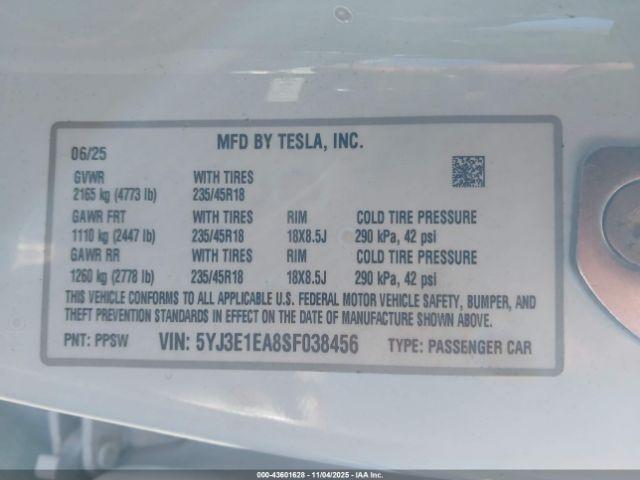 MFD BY TESLA, INC.
06/25
GVWR WITH TIRES
2165 kg (4773 lb) 235/45R18
GAWR FRT WITH TIRES RIM COLD TIRE PRESSURE
1110 kg (2447 lb) 235/45R18 18X8.5J 290 kPa, 42 psi
GAWR RR WITH TIRES RIM COLD TIRE PRESSURE
1260 kg (2778 lb) 235/45R18 18X8.5J 290 kPa, 42 psi
THIS VEHICLE CONFORMS TO ALL APPLICABLE U.S. FEDERAL MOTOR VEHICLE SAFETY, BUMPER, AND
THEFT PREVENTION STANDARDS IN EFFECT ON THE DATE OF MANUFACTURE SHOWN ABOVE.
PNT: PPSW VIN: 5YJ3E1EA8SF038456 TYPE: PASSENGER CAR
000-43601628 - 11/04/2025 - IAA Inc.